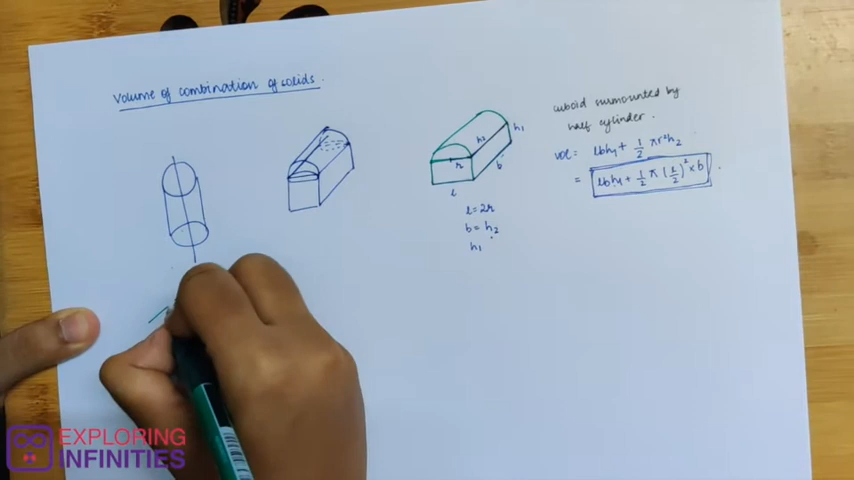 Volume of combination of solids.
h1
h2
r
b
l
l = 2r
b = h2
h1
cuboid surmounted by
half cylinder.
vol = lbh1 + 1/2 πr²h2
= lbh1 + 1/2 π (l/2)² × b
EXPLORING
INFINITIES